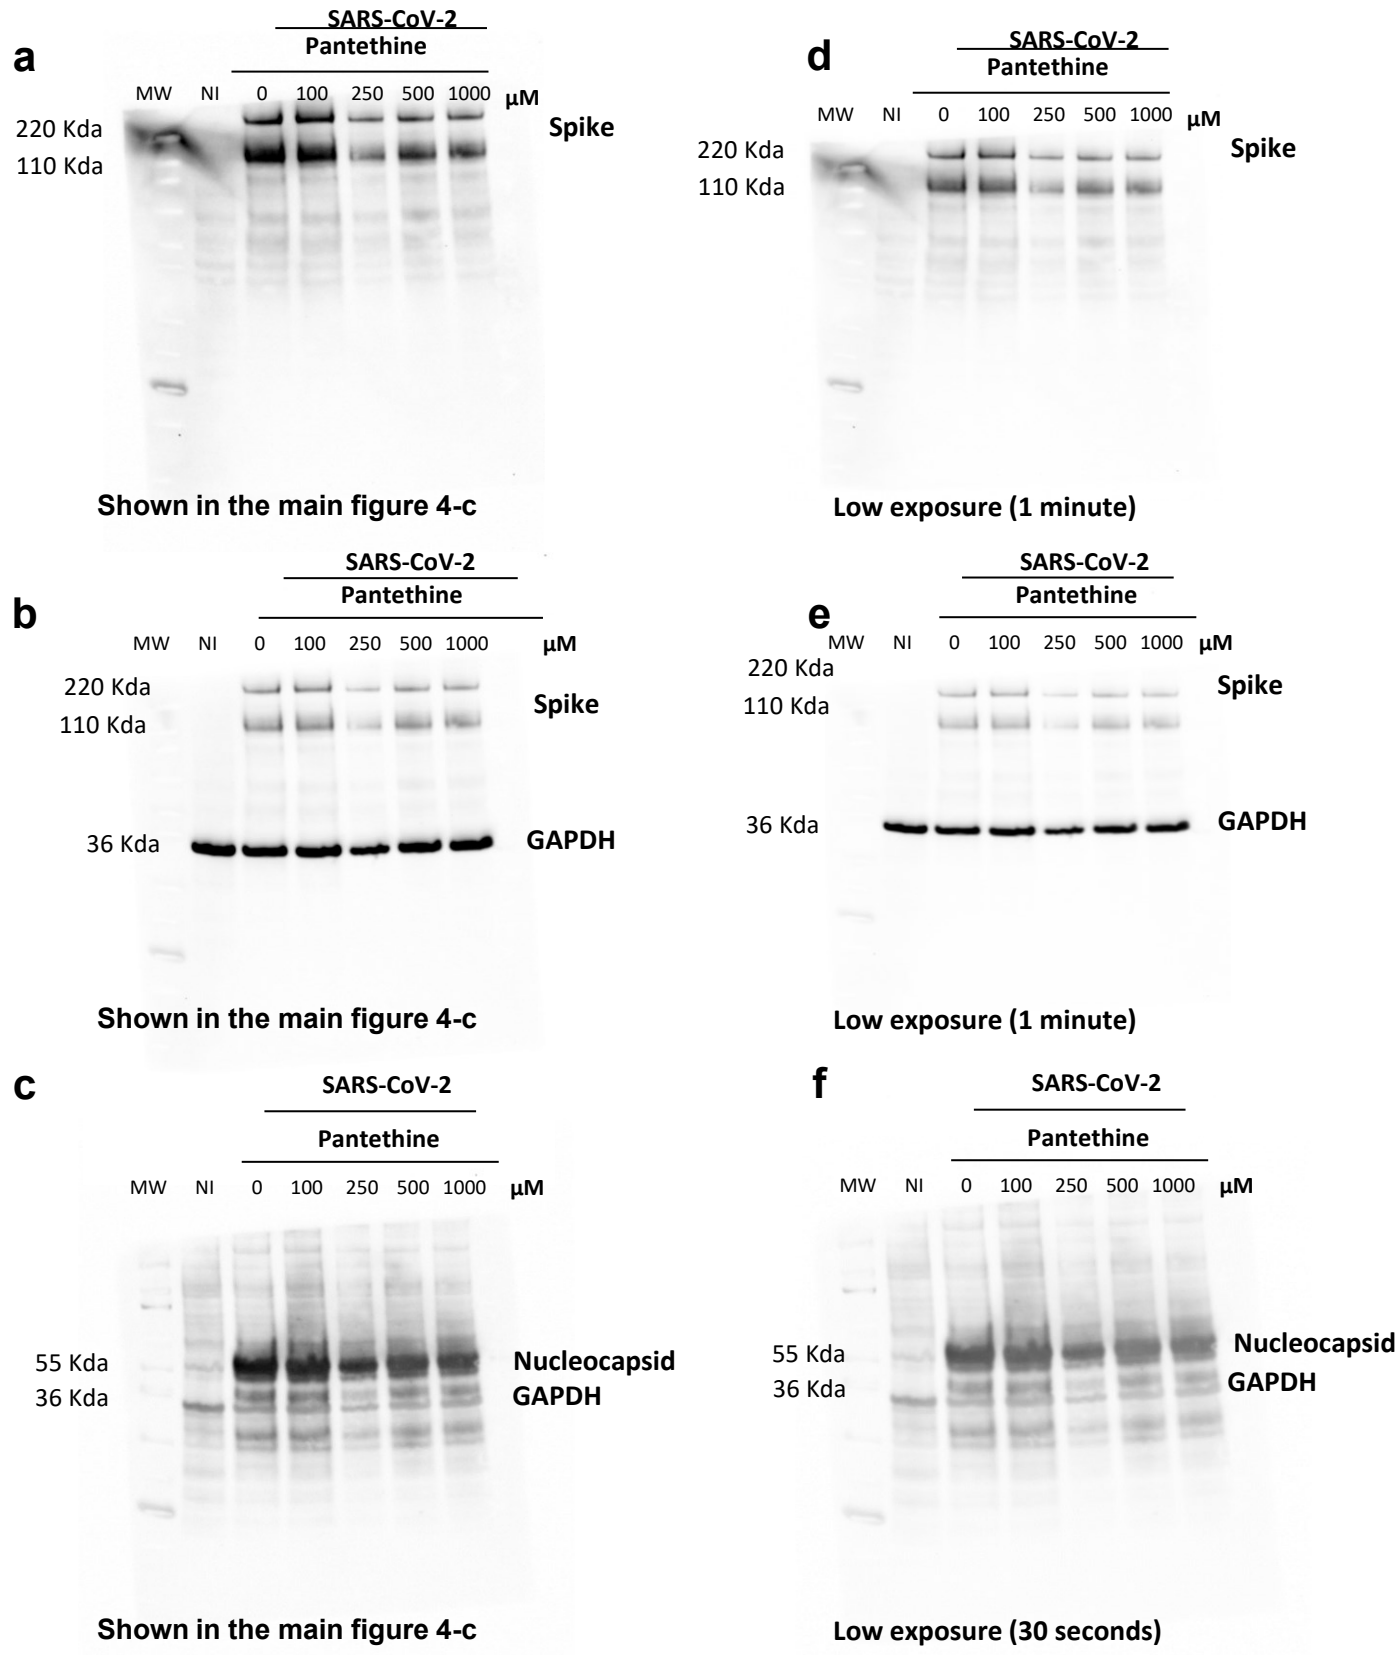 a
SARS-CoV-2
Pantethine
MW NI 0 100 250 500 1000 μM
220 Kda
110 Kda
Spike
Shown in the main figure 4-c
d
SARS-CoV-2
Pantethine
MW NI 0 100 250 500 1000 μM
220 Kda
110 Kda
Spike
Low exposure (1 minute)
b
SARS-CoV-2
Pantethine
MW NI 0 100 250 500 1000 μM
220 Kda
110 Kda
Spike
36 Kda
GAPDH
Shown in the main figure 4-c
e
SARS-CoV-2
Pantethine
MW NI 0 100 250 500 1000 μM
220 Kda
110 Kda
Spike
36 Kda
GAPDH
Low exposure (1 minute)
c
SARS-CoV-2
Pantethine
MW NI 0 100 250 500 1000 μM
55 Kda
Nucleocapsid
36 Kda
GAPDH
Shown in the main figure 4-c
f
SARS-CoV-2
Pantethine
MW NI 0 100 250 500 1000 μM
55 Kda
Nucleocapsid
36 Kda
GAPDH
Low exposure (30 seconds)